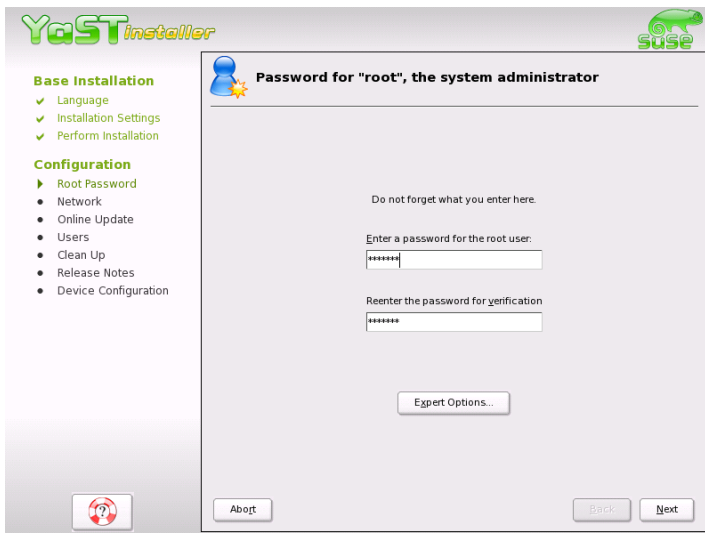 YaST installer
SUSE
Base Installation
Language
Installation Settings
Perform Installation
Configuration
Root Password
Network
Online Update
Users
Clean Up
Release Notes
Device Configuration
Password for "root", the system administrator
Do not forget what you enter here.
Enter a password for the root user:
*******
Reenter the password for verification
*******
Expert Options...
?
Abort
Back
Next